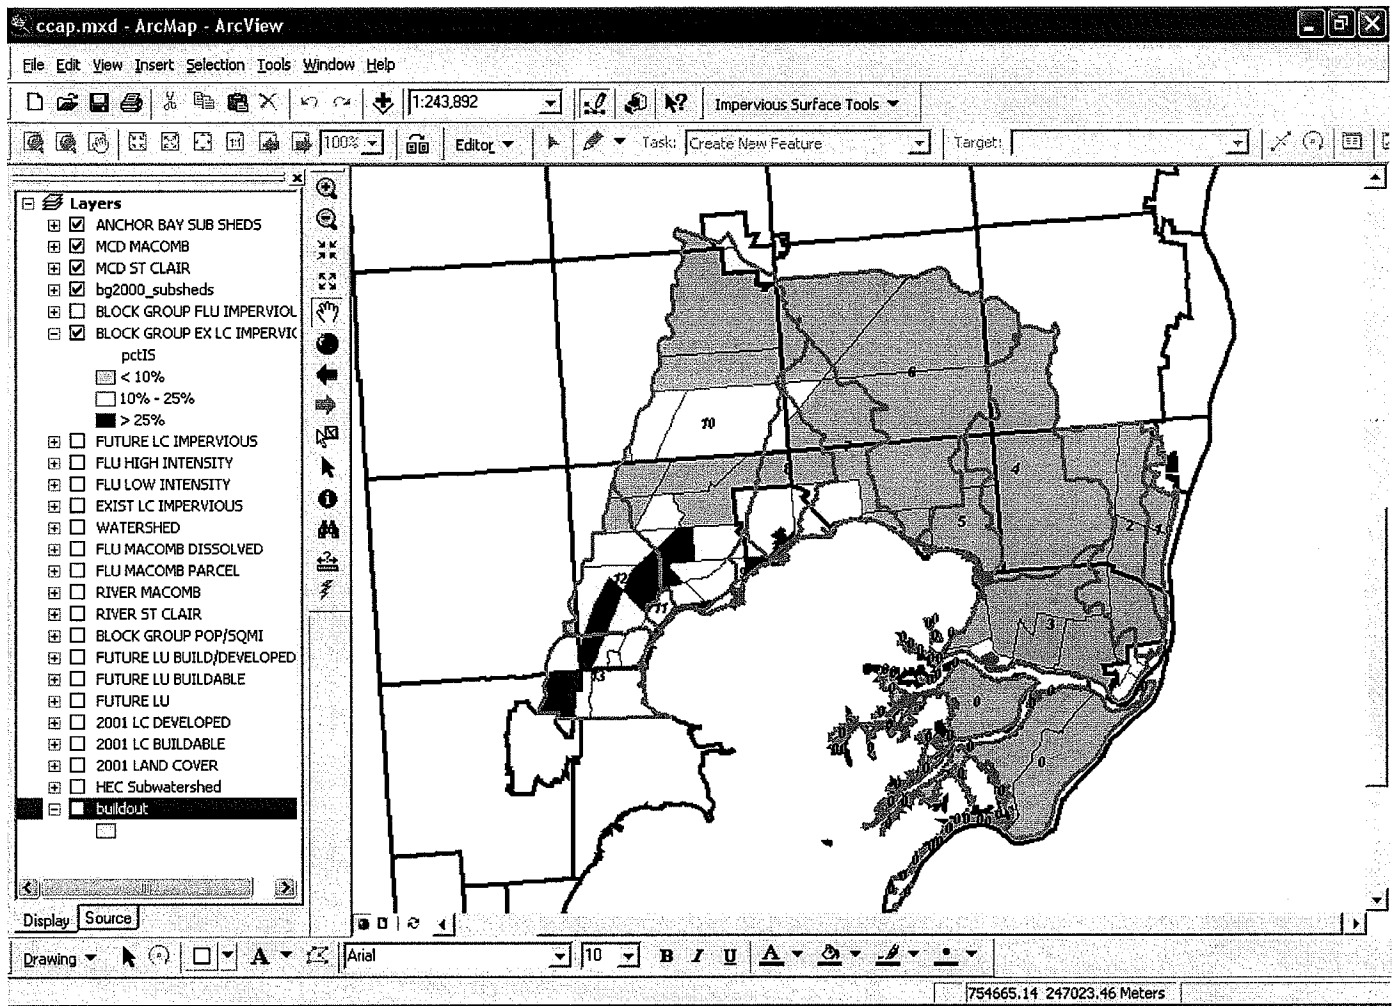 ccap.mxd - ArcMap - ArcView
File Edit View Insert Selection Tools Window Help
1:243,892
Impervious Surface Tools
100%
Editor
Task: Create New Feature
Target:
Layers
ANCHOR BAY SUB SHEDS
MCD MACOMB
MCD ST CLAIR
bg2000_subsheds
BLOCK GROUP FLU IMPERVIOU
BLOCK GROUP EX LC IMPERVIO
pctIS
< 10%
10% - 25%
> 25%
FUTURE LC IMPERVIOUS
FLU HIGH INTENSITY
FLU LOW INTENSITY
EXIST LC IMPERVIOUS
WATERSHED
FLU MACOMB DISSOLVED
FLU MACOMB PARCEL
RIVER MACOMB
RIVER ST CLAIR
BLOCK GROUP POP/SQMI
FUTURE LU BUILD/DEVELOPED
FUTURE LU BUILDABLE
FUTURE LU
2001 LC DEVELOPED
2001 LC BUILDABLE
2001 LAND COVER
HEC Subwatershed
buildout
Display Source
6
10
8
4
5
2
1
12
11
3
13
0
0
0
Drawing
A
Arial
10
B I U A
754665.14 247023.46 Meters